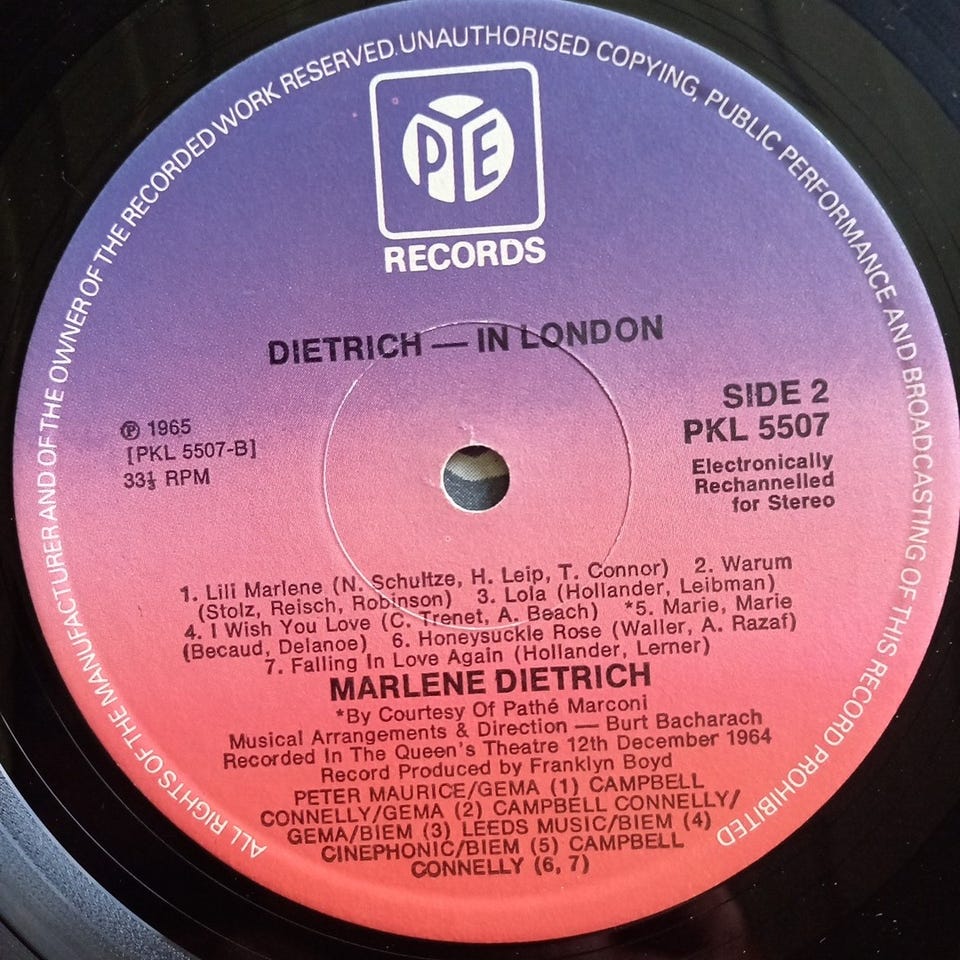 ALL RIGHTS OF THE MANUFACTURER AND OF THE OWNER OF THE RECORDED WORK RESERVED. UNAUTHORISED COPYING, PUBLIC PERFORMANCE AND BROADCASTING OF THIS RECORD PROHIBITED
PYE
RECORDS
DIETRICH — IN LONDON
SIDE 2
PKL 5507
Electronically
Rechannelled
for Stereo
℗ 1965
[PKL 5507-B]
33⅓ RPM
1. Lili Marlene (N. Schultze, H. Leip, T. Connor) 2. Warum
(Stolz, Reisch, Robinson) 3. Lola (Hollander, Leibman)
4. I Wish You Love (C. Trenet, A. Beach) *5. Marie, Marie
(Becaud, Delanoe) 6. Honeysuckle Rose (Waller, A. Razaf)
7. Falling In Love Again (Hollander, Lerner)
MARLENE DIETRICH
*By Courtesy Of Pathé Marconi
Musical Arrangements & Direction — Burt Bacharach
Recorded In The Queen's Theatre 12th December 1964
Record Produced by Franklyn Boyd
PETER MAURICE/GEMA (1) CAMPBELL
CONNELLY/GEMA (2) CAMPBELL CONNELLY/
GEMA/BIEM (3) LEEDS MUSIC/BIEM (4)
CINEPHONIC/BIEM (5) CAMPBELL
CONNELLY (6, 7)